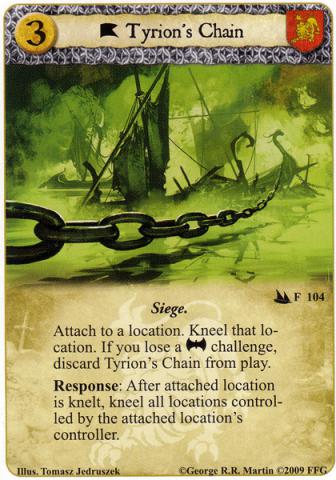 3
Tyrion's Chain
F 104
Siege.
Attach to a location. Kneel that lo-
cation. If you lose a challenge,
discard Tyrion's Chain from play.
Response: After attached location
is knelt, kneel all locations control-
led by the attached location's
controller.
Illus. Tomasz Jedruszek ©George R.R. Martin ©2009 FFG